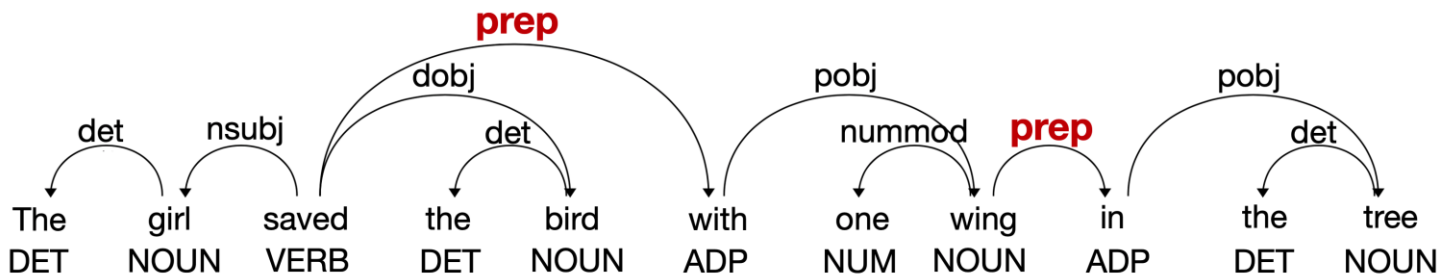 prep
dobj pobj pobj
det nsubj det nummod prep det
The girl saved the bird with one wing in the tree
DET NOUN VERB DET NOUN ADP NUM NOUN ADP DET NOUN